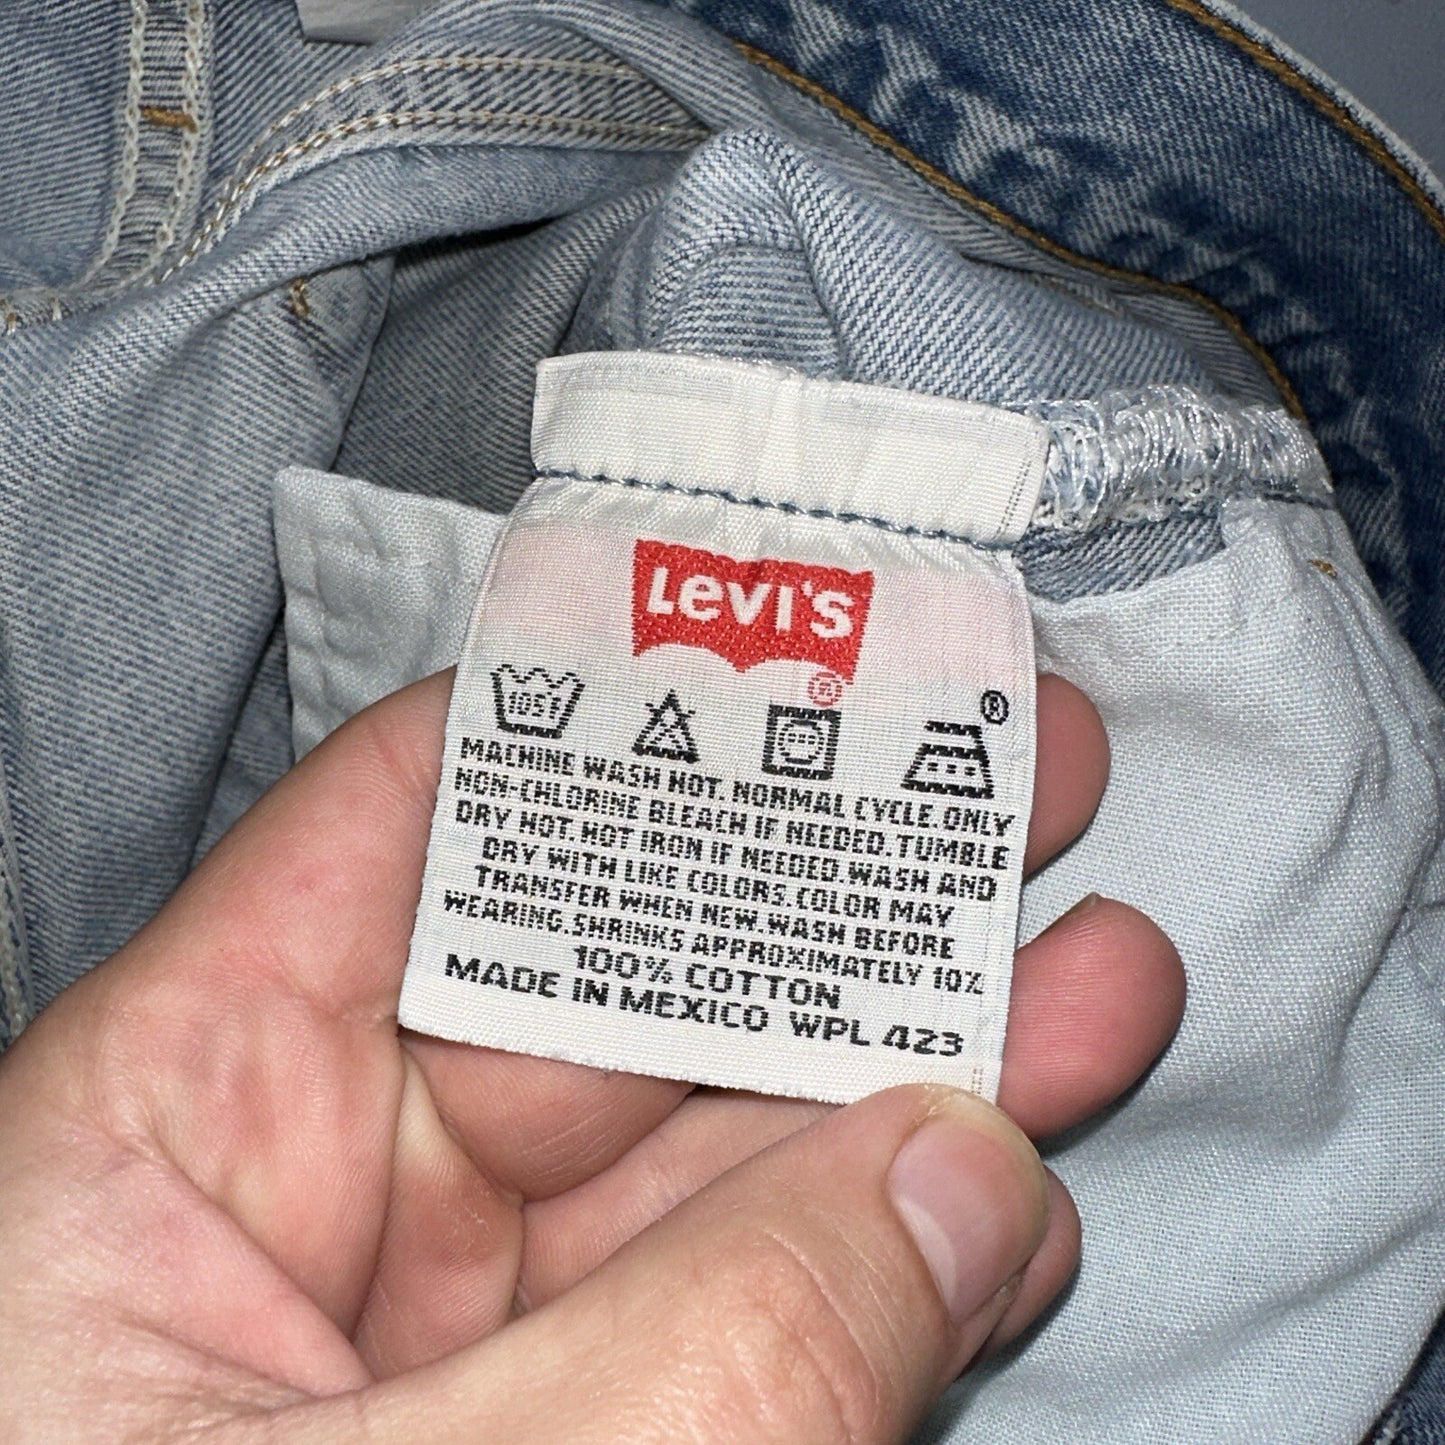 Levi's
®
105F
®
MACHINE WASH HOT. NORMAL CYCLE. ONLY
NON-CHLORINE BLEACH IF NEEDED. TUMBLE
DRY HOT. HOT IRON IF NEEDED. WASH AND
DRY WITH LIKE COLORS. COLOR MAY
TRANSFER WHEN NEW. WASH BEFORE
WEARING. SHRINKS APPROXIMATELY 10%
100% COTTON
MADE IN MEXICO WPL 423